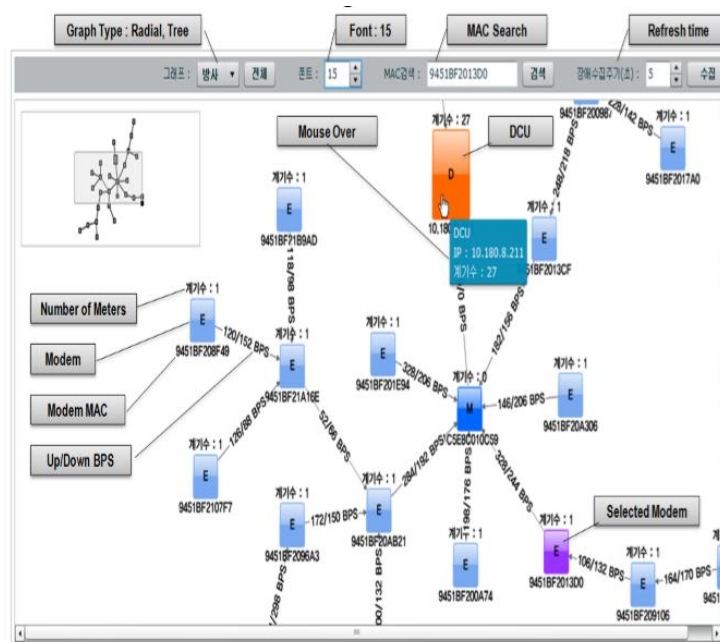 Graph Type : Radial, Tree
Font : 15
MAC Search
Refresh time
그래프 :
방사
전체
폰트 :
15
MAC검색 :
9451BF2013D0
검색
장애수집주기(초) :
5
수집
Mouse Over
계기수 : 27
D
DCU
DCU
IP : 10.180.8.211
계기수 : 27
9451BF200987
228/142 BPS
계기수 : 1
E
9451BF2017A0
248/218 BPS
계기수 : 1
E
9451BF21B9AD
118/98 BPS
계기수 : 1
E
182/156 BPS
Number of Meters
계기수 : 1
Modem
E
9451BF208F49
120/152 BPS
Modem MAC
Up/Down BPS
계기수 : 1
E
9451BF21A16E
계기수 : 1
E
9451BF201E94
328/206 BPS
계기수 : 0
M
146/206 BPS
계기수 : 1
E
9451BF20A306
126/88 BPS
52/66 BPS
계기수 : 1
E
9451BF2107F7
284/192 BPS
198/176 BPS
328/244 BPS
계기수 : 1
E
9451BF2096A3
172/150 BPS
계기수 : 1
E
9451BF20AB21
계기수 : 1
E
9451BF200A74
Selected Modem
계기수 : 1
E
9451BF2013D0
106/132 BPS
계기수 : 1
E
9451BF209106
164/170 BPS